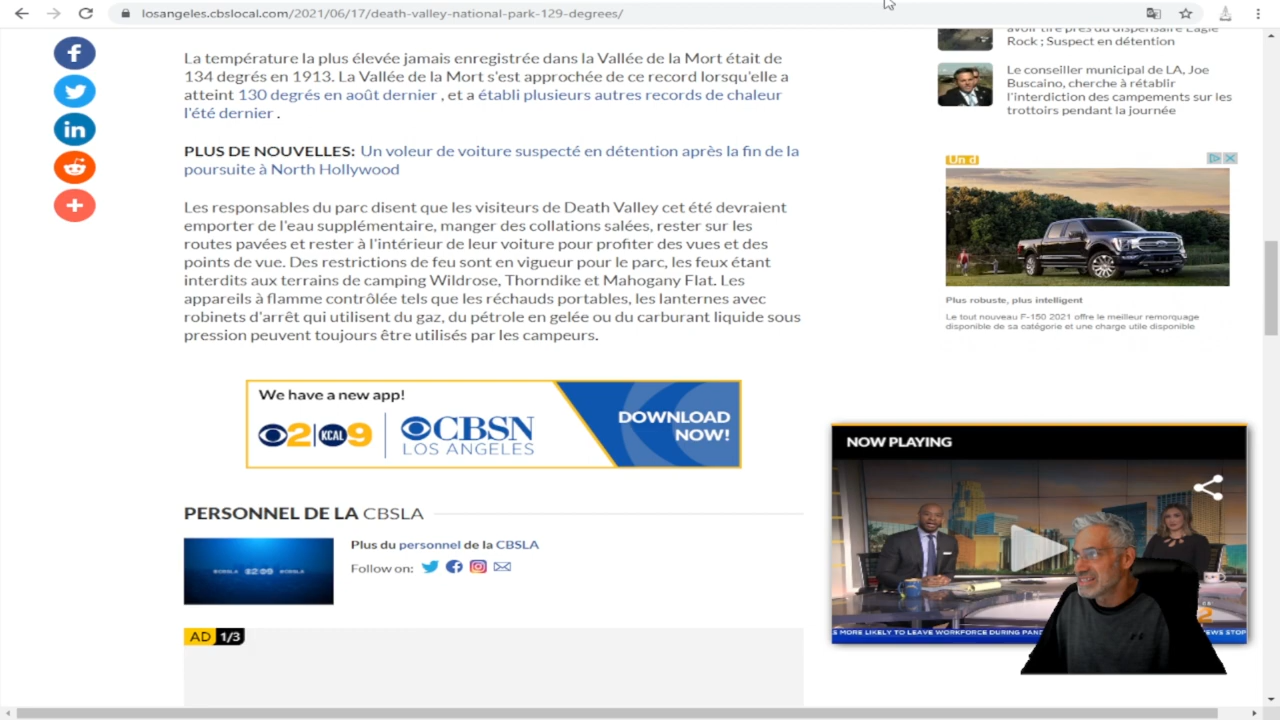 losangeles.cbslocal.com/2021/06/17/death-valley-national-park-129-degrees/
La température la plus élevée jamais enregistrée dans la Vallée de la Mort était de
134 degrés en 1913. La Vallée de la Mort s'est approchée de ce record lorsqu'elle a
atteint 130 degrés en août dernier , et a établi plusieurs autres records de chaleur
l'été dernier .
PLUS DE NOUVELLES: Un voleur de voiture suspecté en détention après la fin de la
poursuite à North Hollywood
Les responsables du parc disent que les visiteurs de Death Valley cet été devraient
emporter de l'eau supplémentaire, manger des collations salées, rester sur les
routes pavées et rester à l'intérieur de leur voiture pour profiter des vues et des
points de vue. Des restrictions de feu sont en vigueur pour le parc, les feux étant
interdits aux terrains de camping Wildrose, Thorndike et Mahogany Flat. Les
appareils à flamme contrôlée tels que les réchauds portables, les lanternes avec
robinets d'arrêt qui utilisent du gaz, du pétrole en gelée ou du carburant liquide sous
pression peuvent toujours être utilisés par les campeurs.
We have a new app!
2 KCAL 9
CBSN
LOS ANGELES
DOWNLOAD
NOW!
PERSONNEL DE LA CBSLA
Plus du personnel de la CBSLA
Follow on:
AD 1/3
avoir tiré près du dispensaire Eagle
Rock ; Suspect en détention
Le conseiller municipal de LA, Joe
Buscaino, cherche à rétablir
l'interdiction des campements sur les
trottoirs pendant la journée
Un d
Plus robuste, plus intelligent
Le tout nouveau F-150 2021 offre le meilleur remorquage
disponible de sa catégorie et une charge utile disponible
NOW PLAYING
S MORE LIKELY TO LEAVE WORKFORCE DURING PAN
EWS STOP